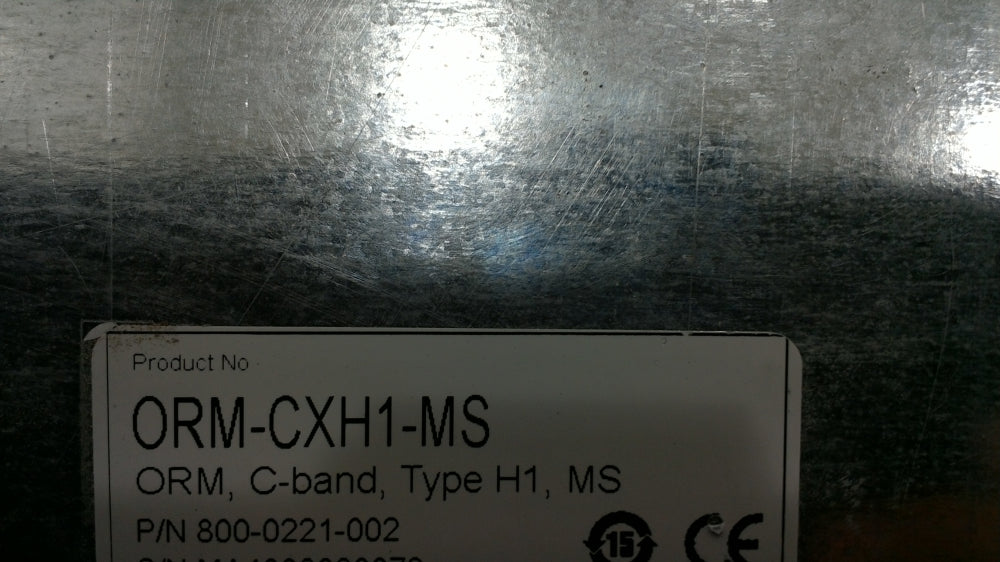 Product No
ORM-CXH1-MS
ORM, C-band, Type H1, MS
P/N 800-0221-002
15
CE
S/N